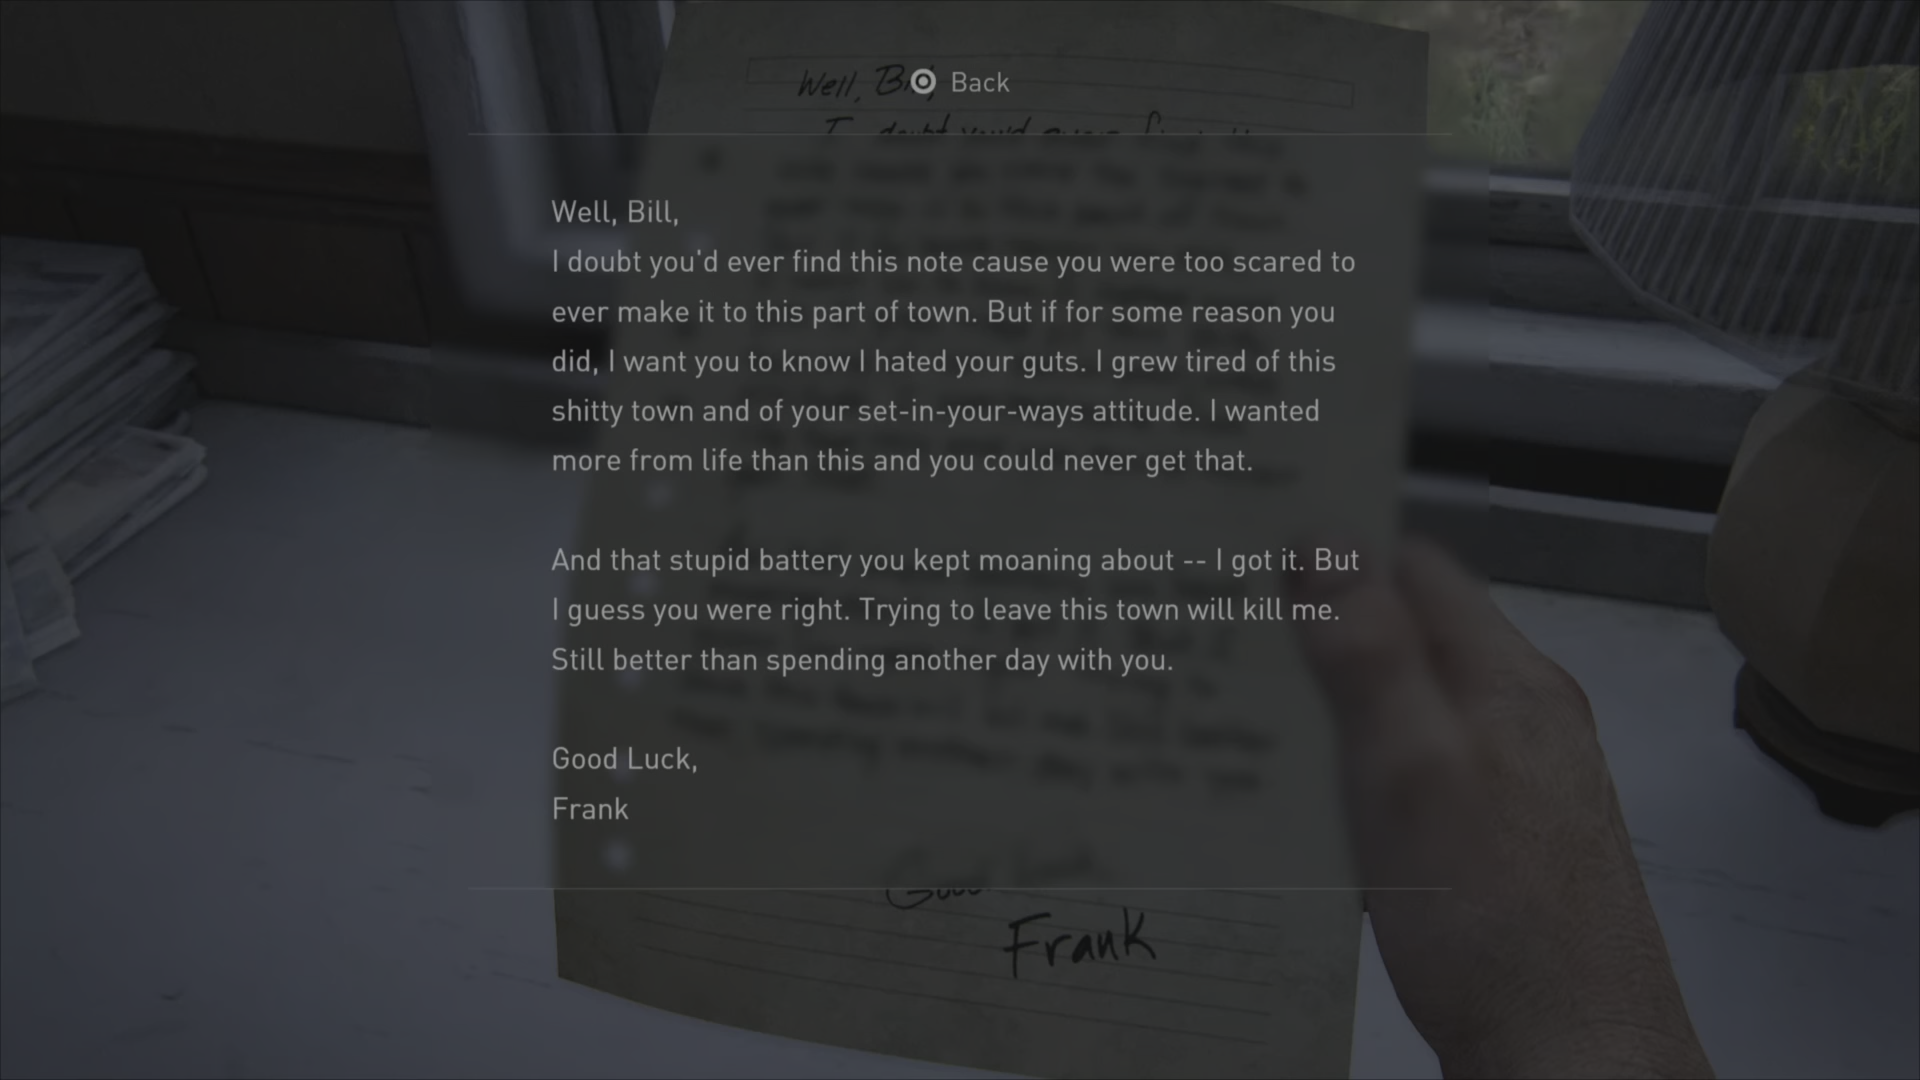 Back
Well, Bill,
I doubt you'd ever find this note cause you were too scared to
ever make it to this part of town. But if for some reason you
did, I want you to know I hated your guts. I grew tired of this
shitty town and of your set-in-your-ways attitude. I wanted
more from life than this and you could never get that.
And that stupid battery you kept moaning about -- I got it. But
I guess you were right. Trying to leave this town will kill me.
Still better than spending another day with you.
Good Luck,
Frank
Well, Bill,
Good
Frank